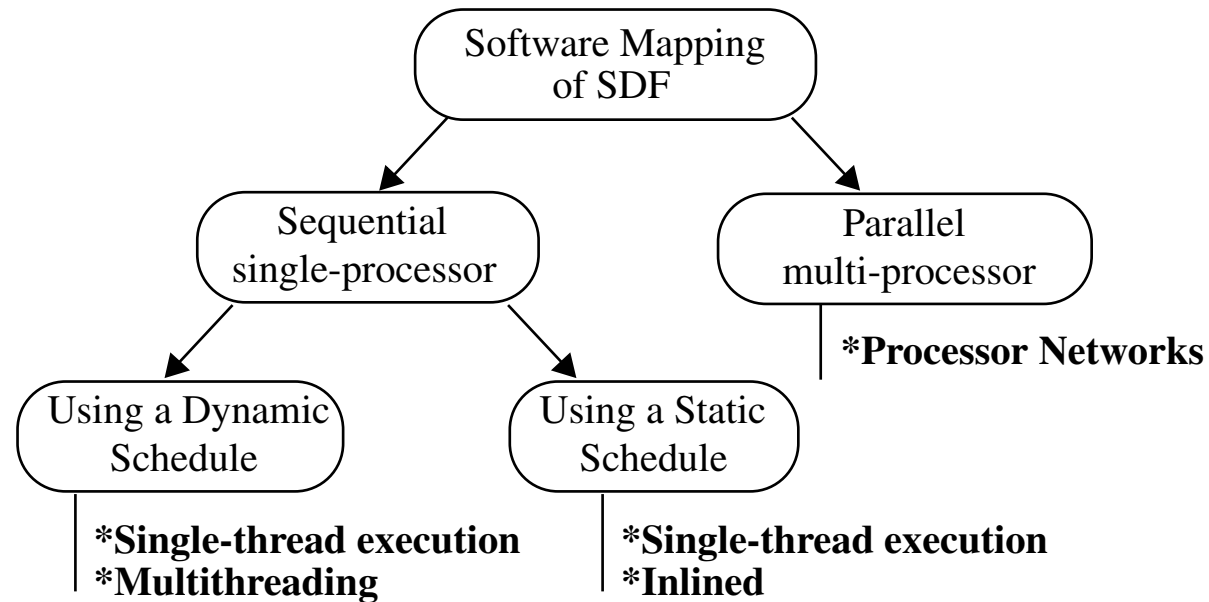 Software Mapping
of SDF
Sequential
single-processor
Parallel
multi-processor
*Processor Networks
Using a Dynamic
Schedule
Using a Static
Schedule
*Single-thread execution
*Multithreading
*Single-thread execution
*Inlined